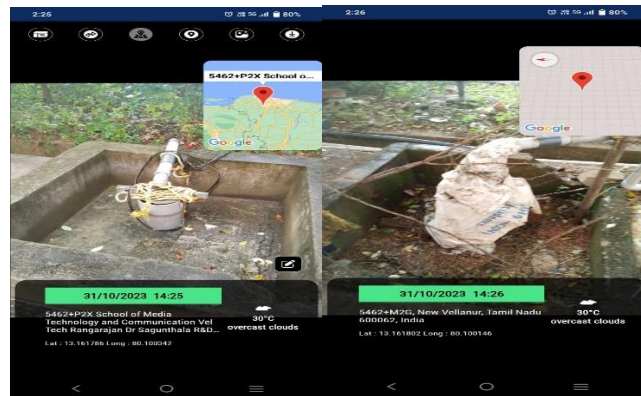 2:25
5G
80%
5462+P2X School o...
Google
31/10/2023 14:25
5462+P2X School of Media
Technology and Communication Vel
Tech Rangarajan Dr Sagunthala R&D...
Lat : 13.161786 Long : 80.100342
30°C
overcast clouds
2:26
5G
80%
Google
31/10/2023 14:26
5462+M2G, New Vellanur, Tamil Nadu
600062, India
Lat : 13.161802 Long : 80.100146
30°C
overcast clouds